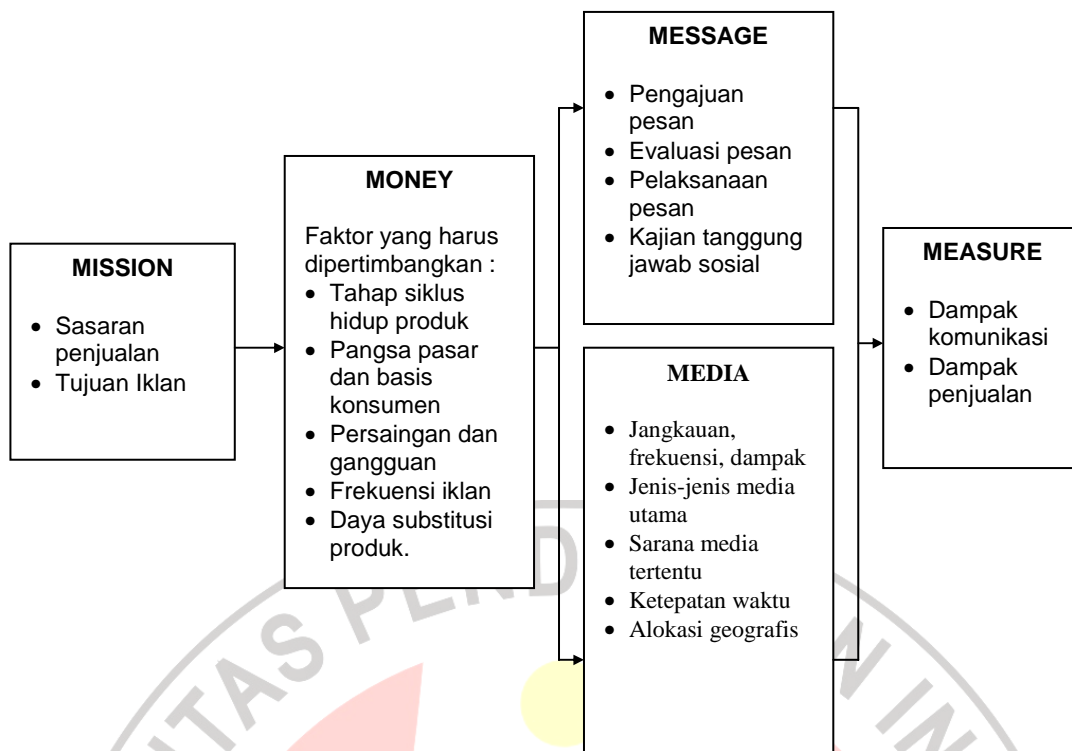 MISSION
• Sasaran
penjualan
• Tujuan Iklan
MONEY
Faktor yang harus
dipertimbangkan :
• Tahap siklus
hidup produk
• Pangsa pasar
dan basis
konsumen
• Persaingan dan
gangguan
• Frekuensi iklan
• Daya substitusi
produk.
MESSAGE
• Pengajuan
pesan
• Evaluasi pesan
• Pelaksanaan
pesan
• Kajian tanggung
jawab sosial
MEDIA
• Jangkauan,
frekuensi, dampak
• Jenis-jenis media
utama
• Sarana media
tertentu
• Ketepatan waktu
• Alokasi geografis
MEASURE
• Dampak
komunikasi
• Dampak
penjualan